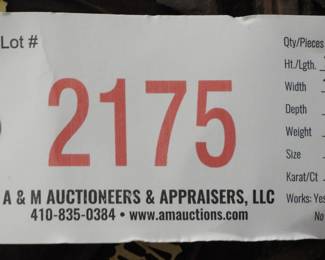 Lot #
2175
A & M AUCTIONEERS & APPRAISERS, LLC
410-835-0384 • www.amauctions.com
Qty/Pieces
Ht./Lgth.
Width
Depth
Weight
Size
Karat/Ct
Works: Yes
No